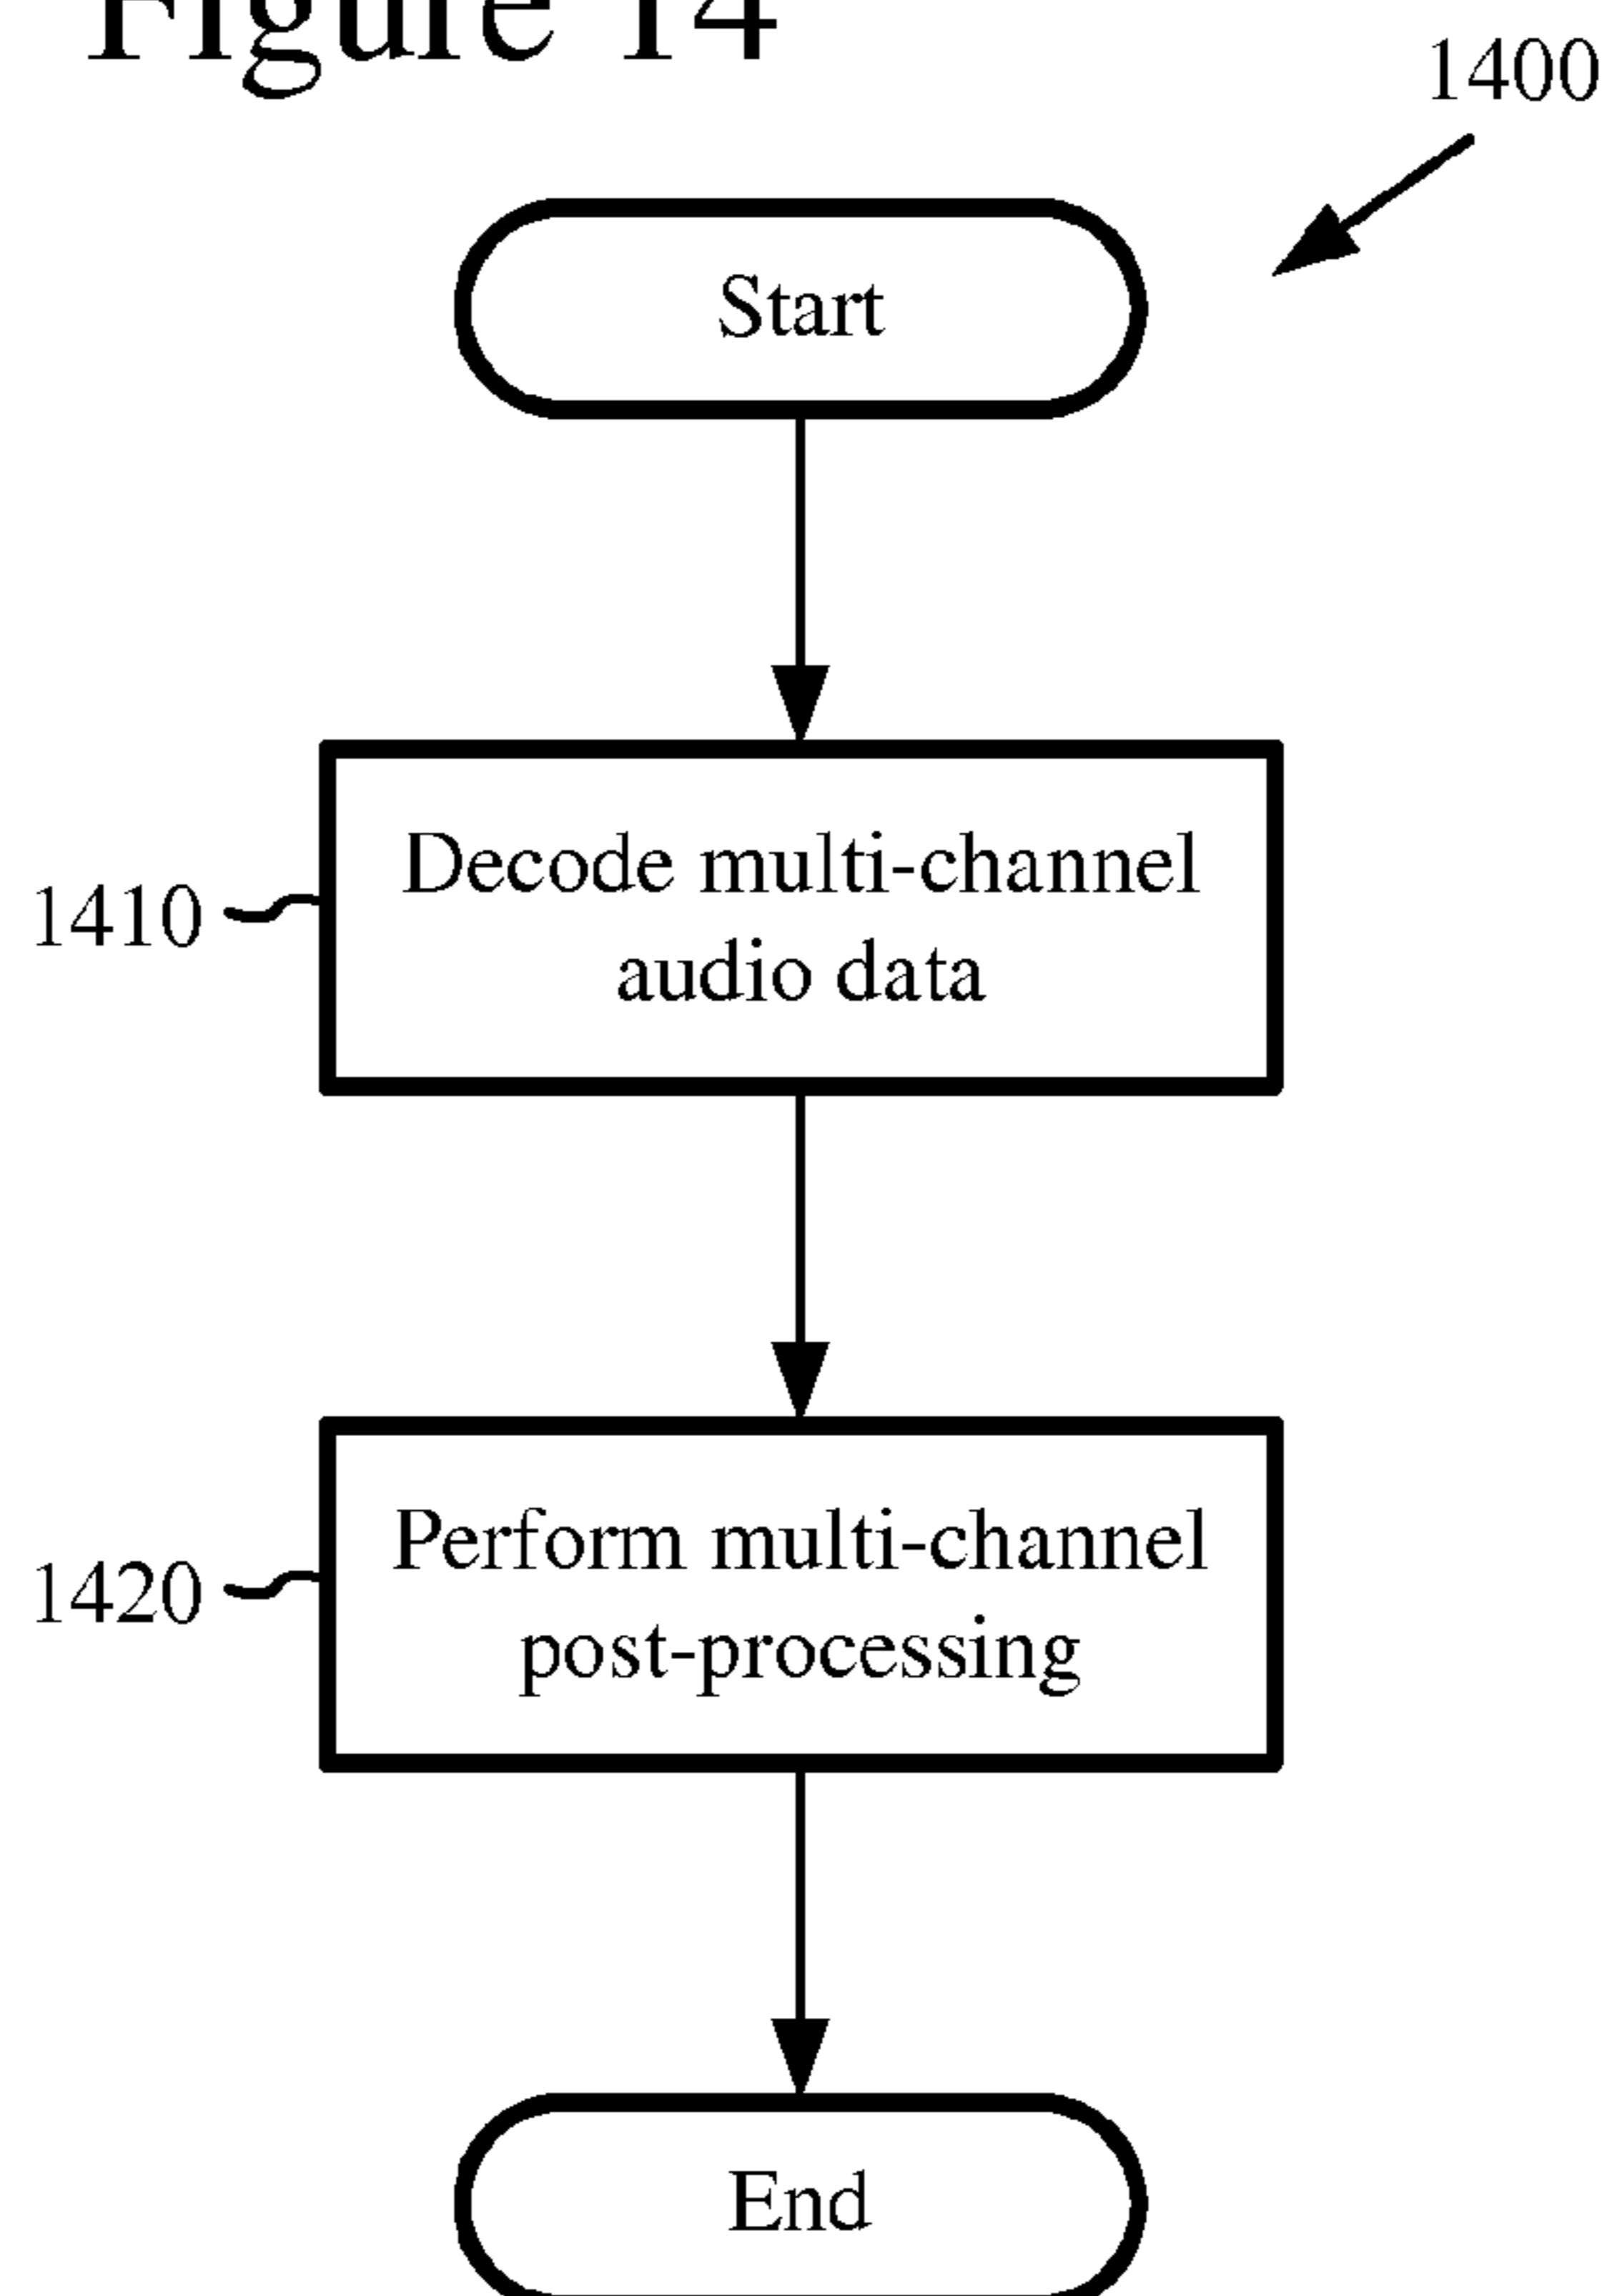 Figure 14
1400
Start
Decode multi-channel
audio data
1410
Perform multi-channel
post-processing
1420
End